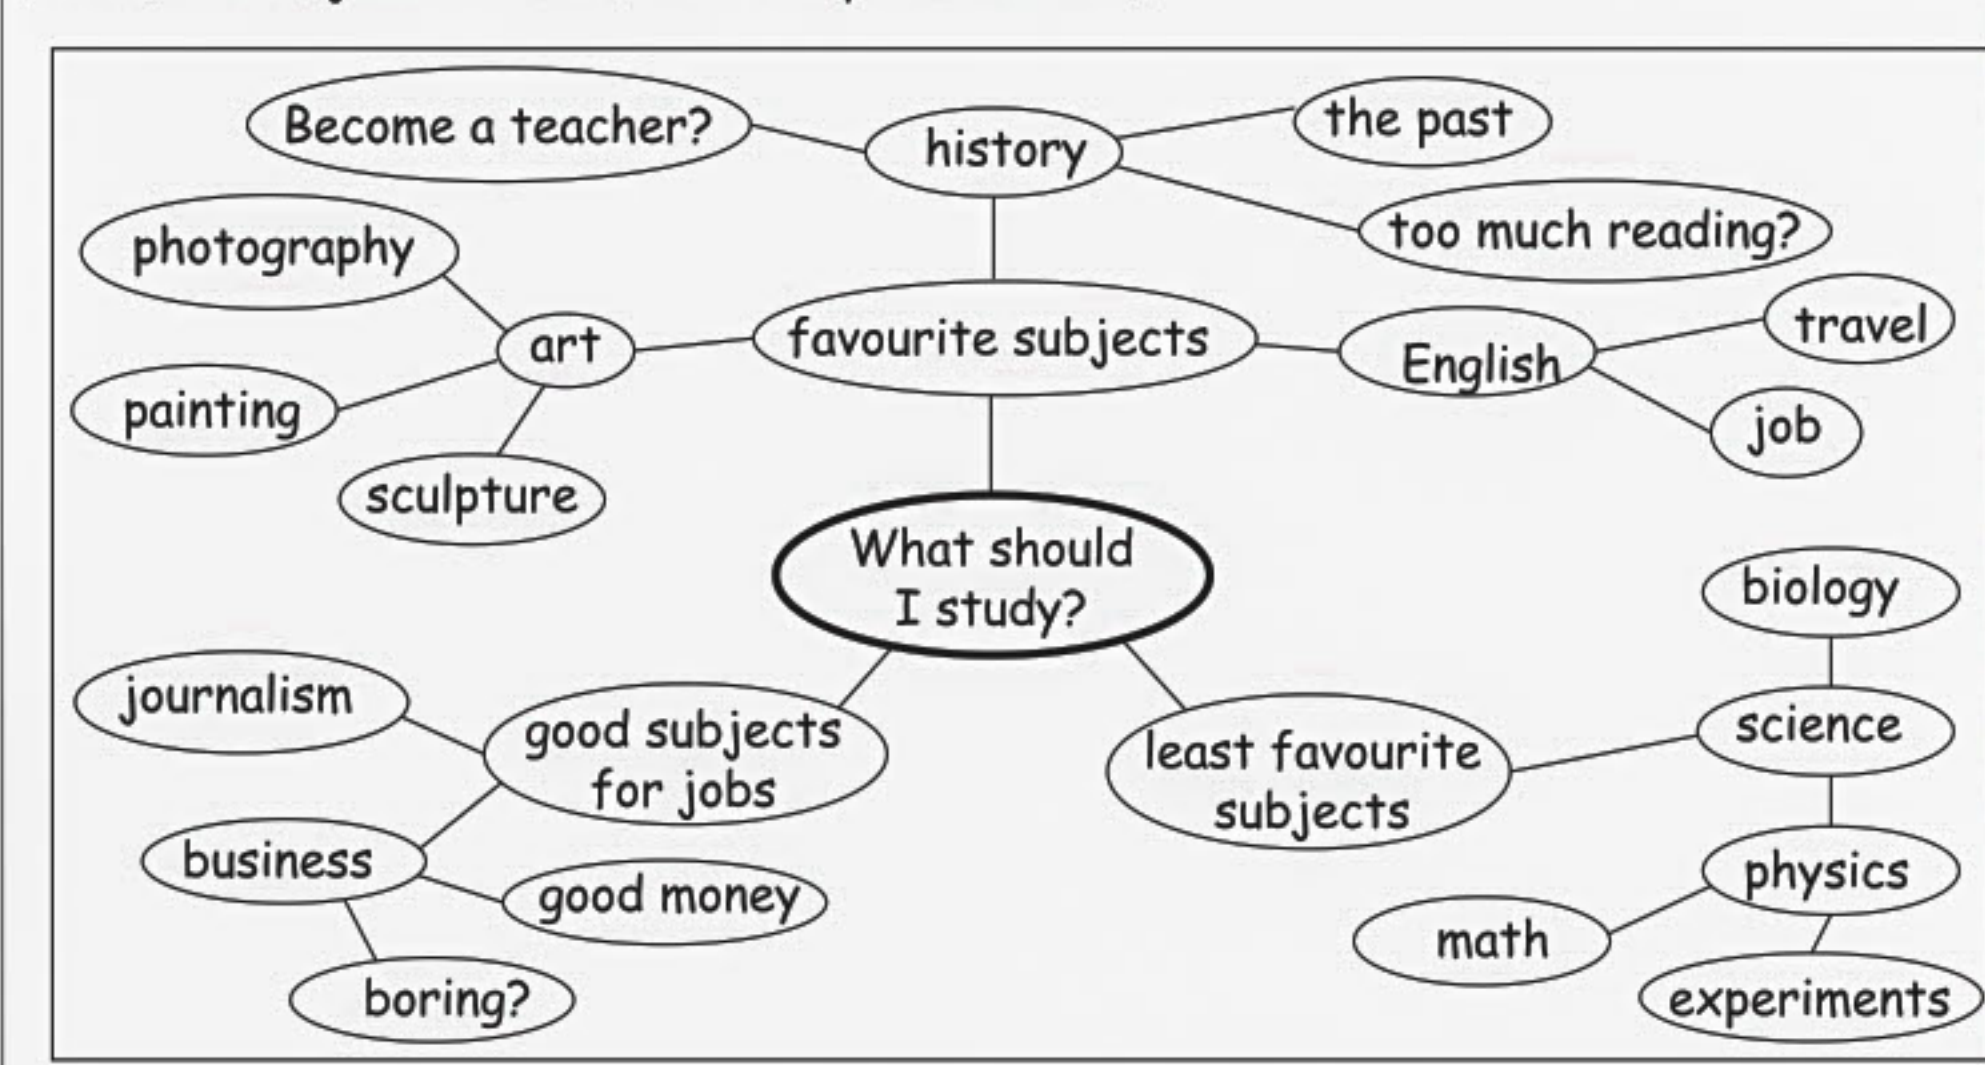 Become a teacher?
history
the past
too much reading?
photography
art
favourite subjects
English
travel
painting
job
sculpture
What should
I study?
biology
journalism
good subjects
for jobs
least favourite
subjects
science
business
good money
physics
math
boring?
experiments